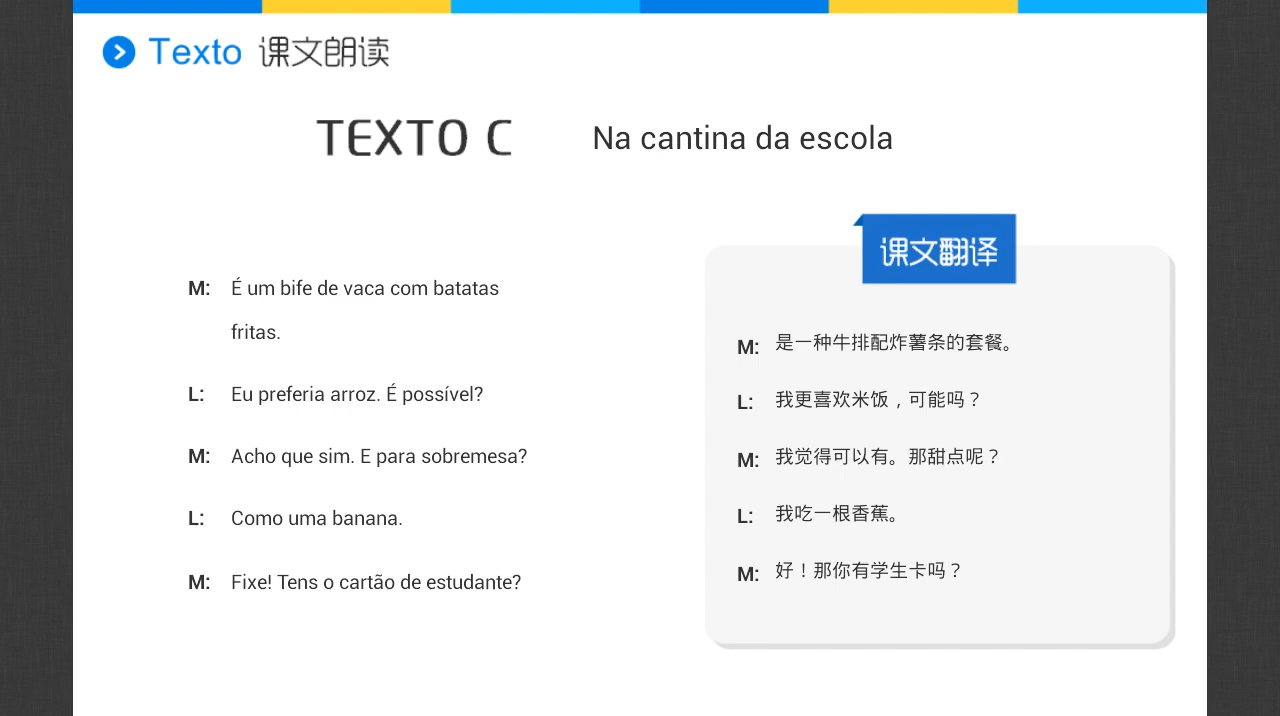 Texto 课文朗读
TEXTO C
Na cantina da escola
M: É um bife de vaca com batatas
fritas.
L: Eu preferia arroz. É possível?
M: Acho que sim. E para sobremesa?
L: Como uma banana.
M: Fixe! Tens o cartão de estudante?
课文翻译
M: 是一种牛排配炸薯条的套餐。
L: 我更喜欢米饭，可能吗？
M: 我觉得可以有。那甜点呢？
L: 我吃一根香蕉。
M: 好！那你有学生卡吗？